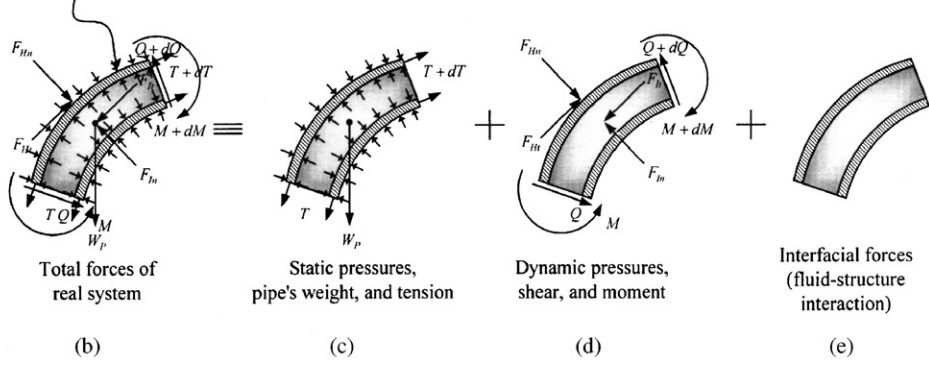 Q + dQ
F_Hn
T + dT
F_It
M + dM
F_Ht
F_In
T Q
M
W_P
Total forces of
real system
(b)
≡
T + dT
T
W_P
Static pressures,
pipe's weight, and tension
(c)
+
Q + dQ
F_Hn
F_It
M + dM
F_Ht
F_In
Q
M
Dynamic pressures,
shear, and moment
(d)
+
Interfacial forces
(fluid-structure
interaction)
(e)